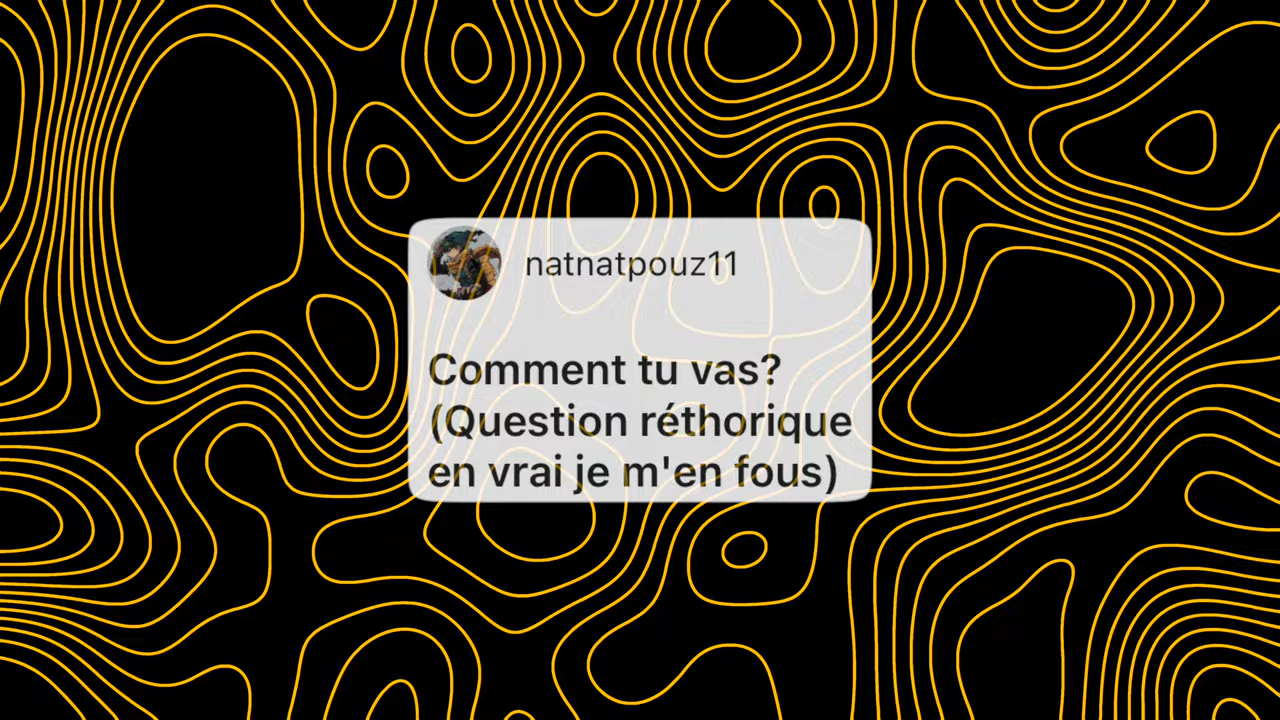 natnatpouz11
Comment tu vas?
(Question réthorique
en vrai je m'en fous)